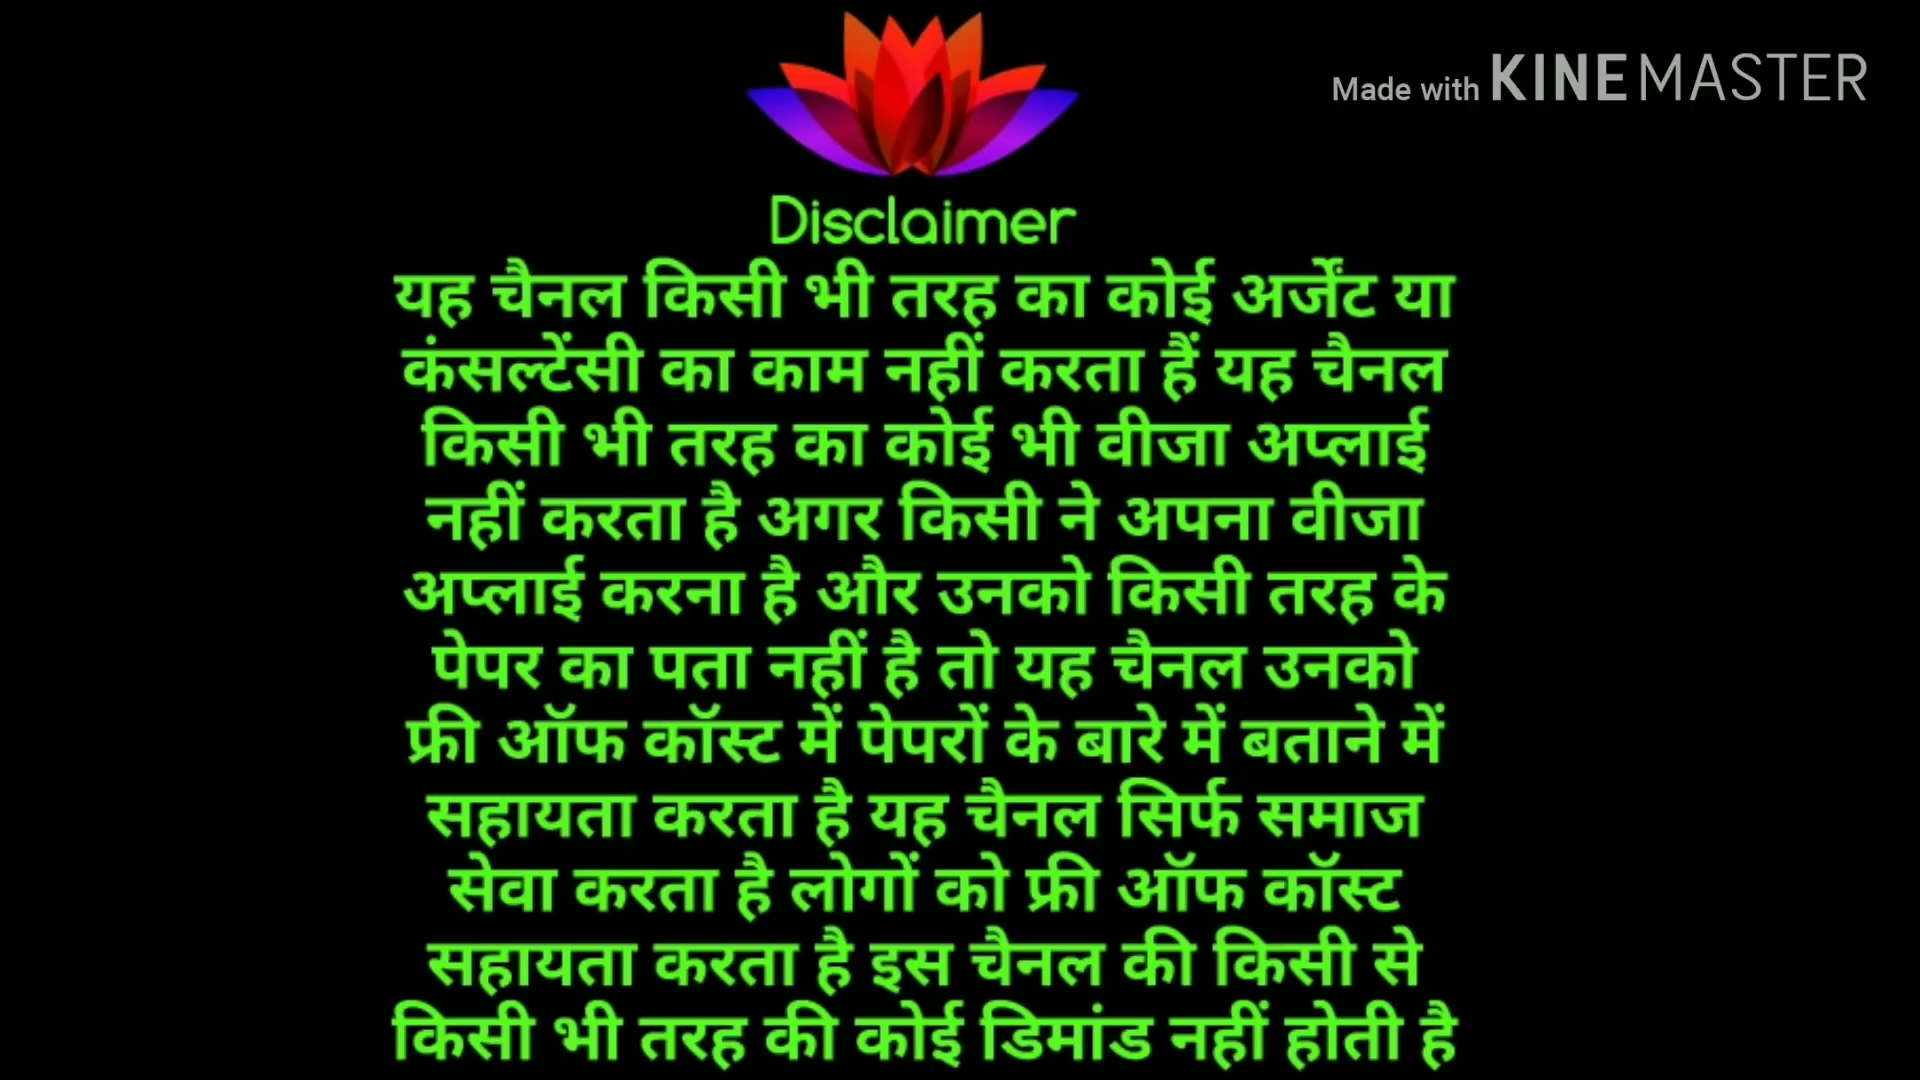 Made with KINEMASTER
Disclaimer
यह चैनल किसी भी तरह का कोई अर्जेंट या
कंसल्टेंसी का काम नहीं करता हैं यह चैनल
किसी भी तरह का कोई भी वीजा अप्लाई
नहीं करता है अगर किसी ने अपना वीजा
अप्लाई करना है और उनको किसी तरह के
पेपर का पता नहीं है तो यह चैनल उनको
फ्री ऑफ कॉस्ट में पेपरों के बारे में बताने में
सहायता करता है यह चैनल सिर्फ समाज
सेवा करता है लोगों को फ्री ऑफ कॉस्ट
सहायता करता है इस चैनल की किसी से
किसी भी तरह की कोई डिमांड नहीं होती है